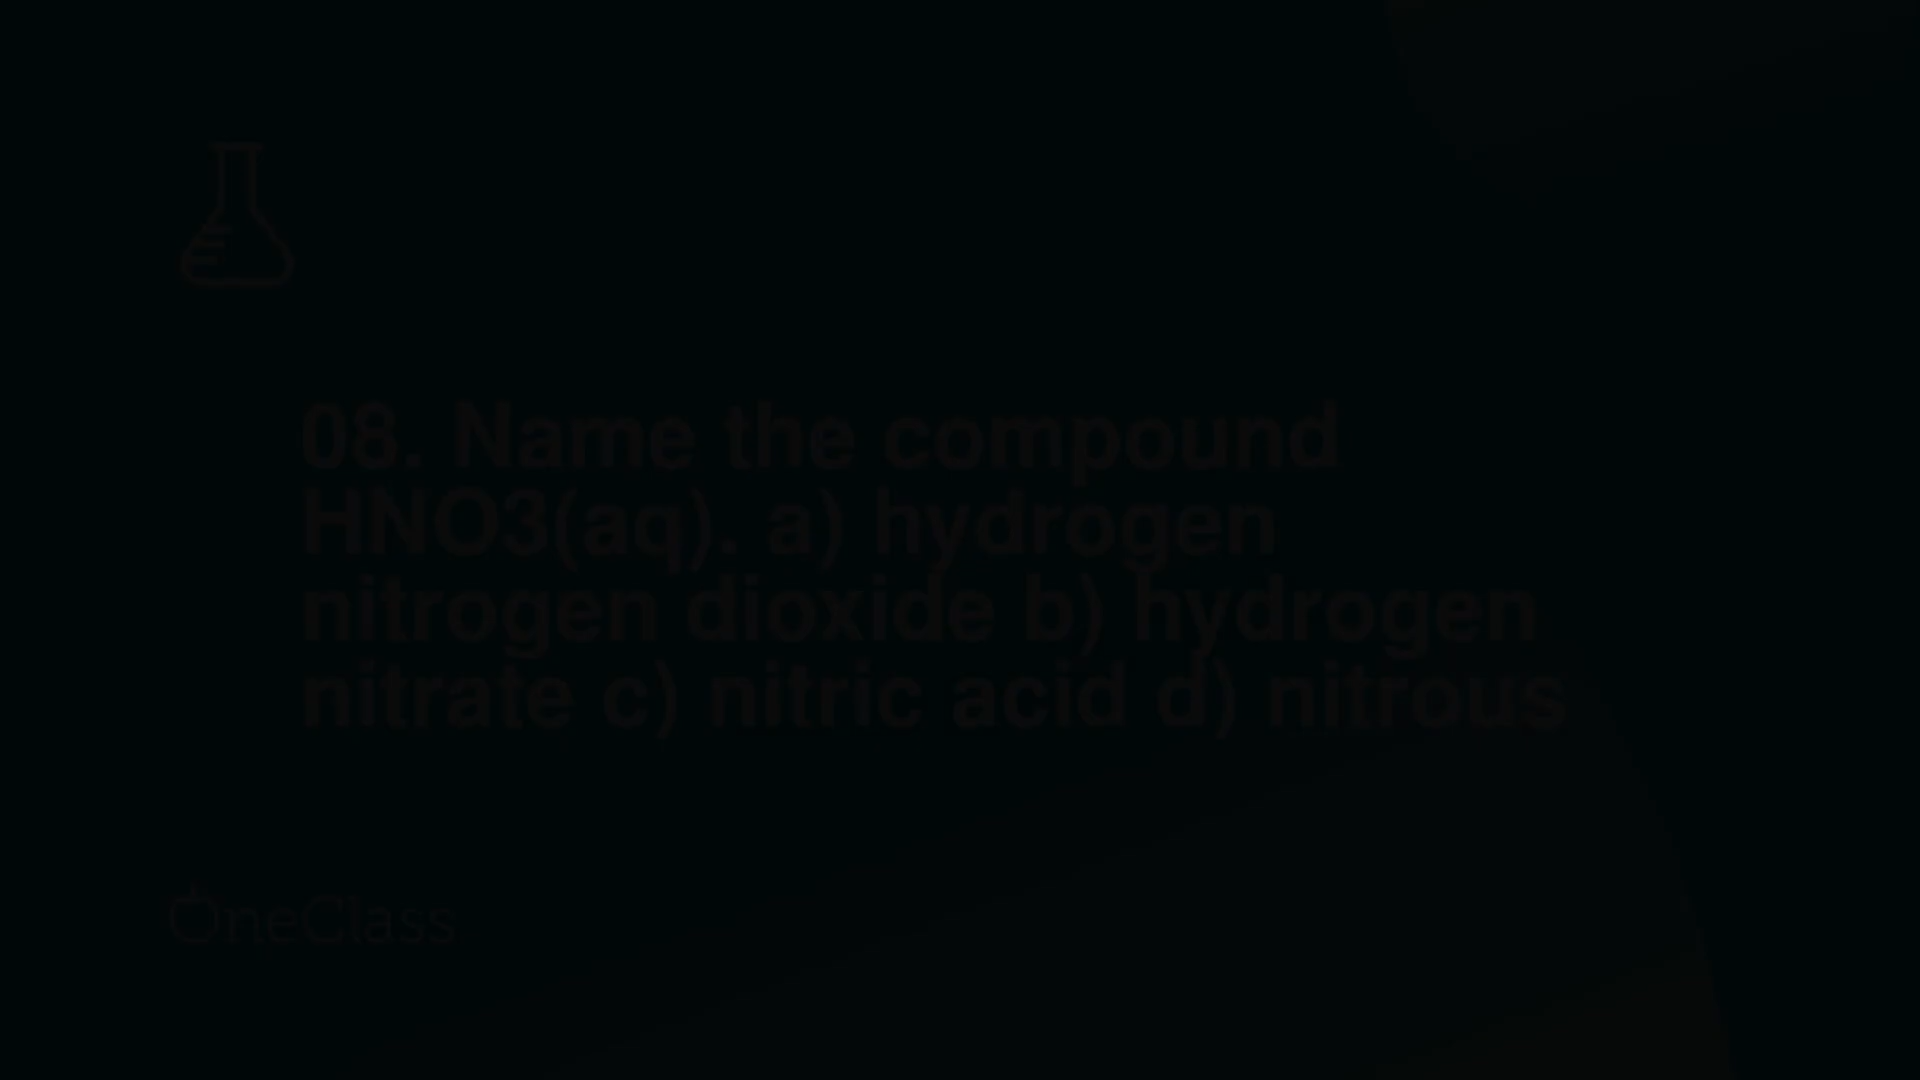 08. Name the compound
HNO3(aq). a) hydrogen
nitrogen dioxide b) hydrogen
nitrate c) nitric acid d) nitrous
OneClass